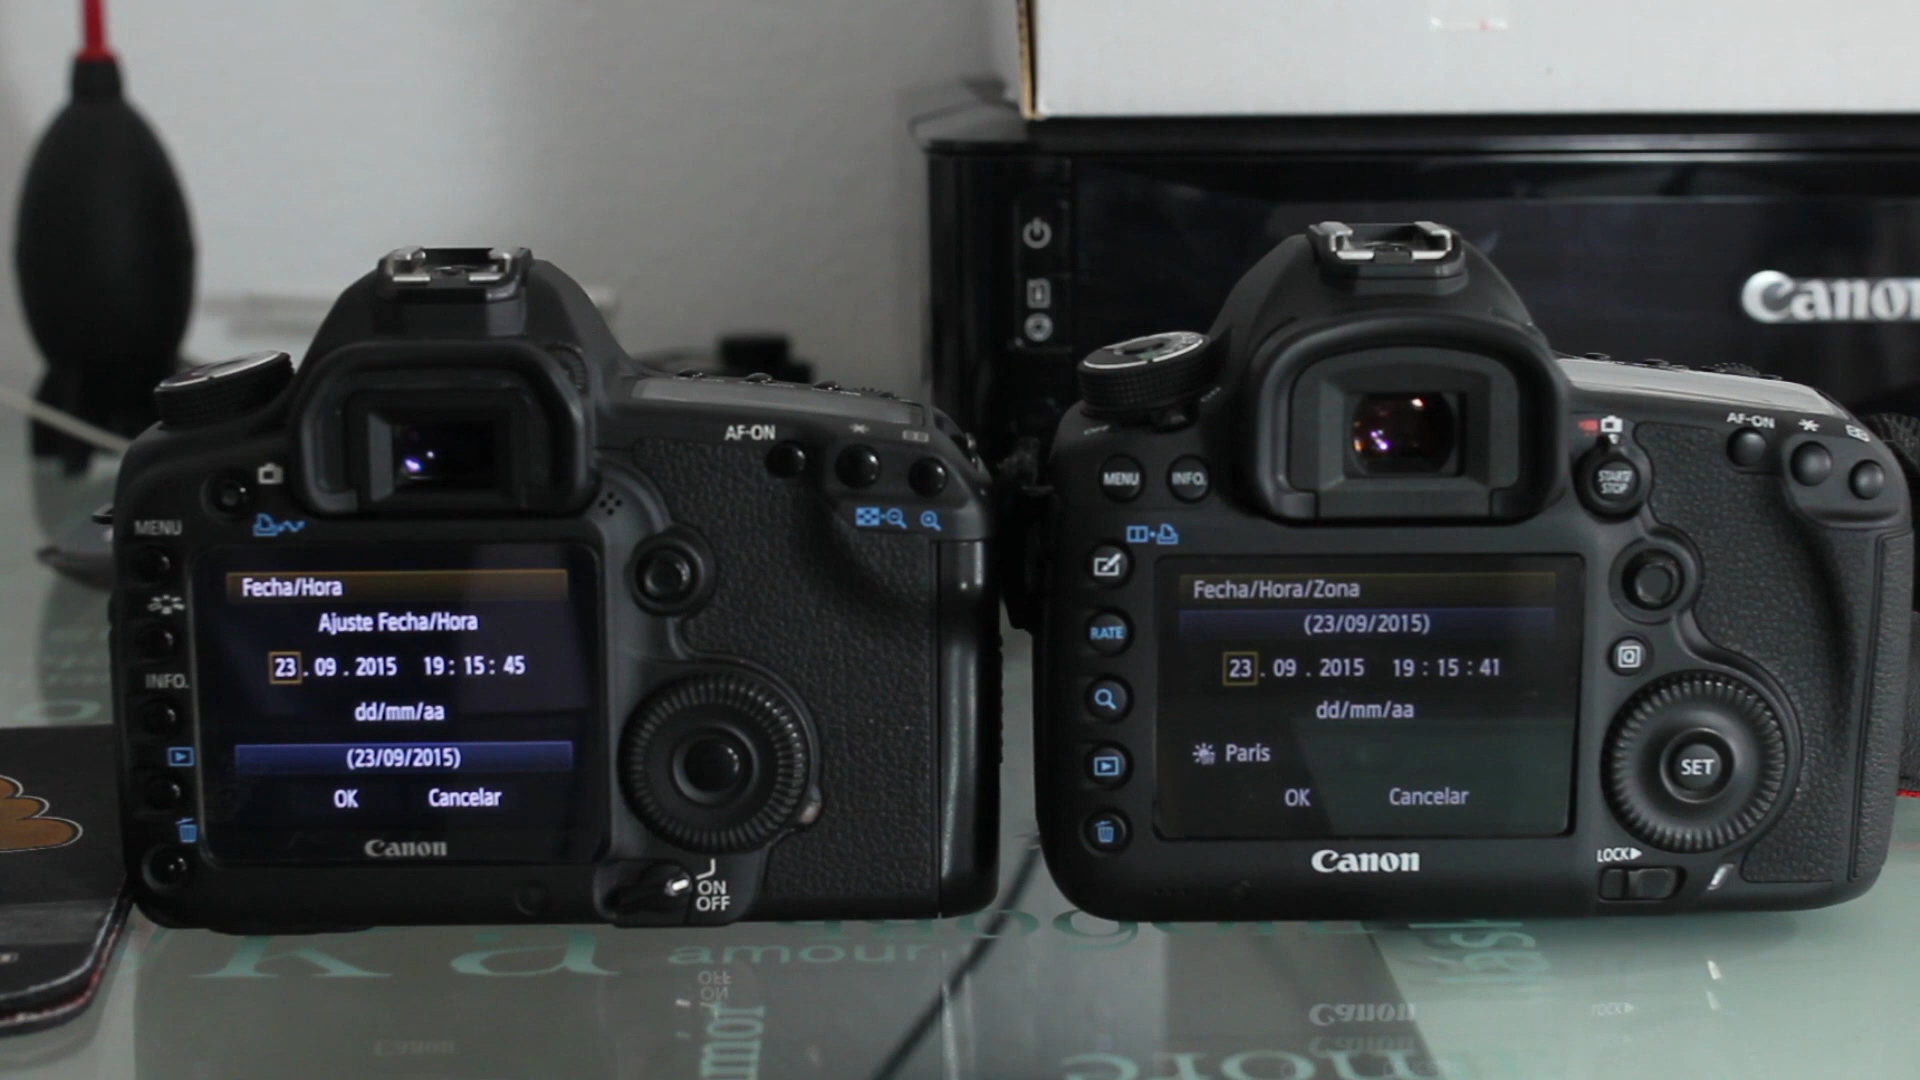 Canon
AF-ON
MENU
INFO.
Fecha/Hora
Ajuste Fecha/Hora
23 . 09 . 2015 19 : 15 : 45
dd/mm/aa
(23/09/2015)
OK Cancelar
Canon
ON
OFF
AF-ON
MENU INFO.
START/
STOP
RATE
Q
Fecha/Hora/Zona
(23/09/2015)
23 . 09 . 2015 19 : 15 : 41
dd/mm/aa
Paris
OK Cancelar
SET
LOCK
Canon
amour